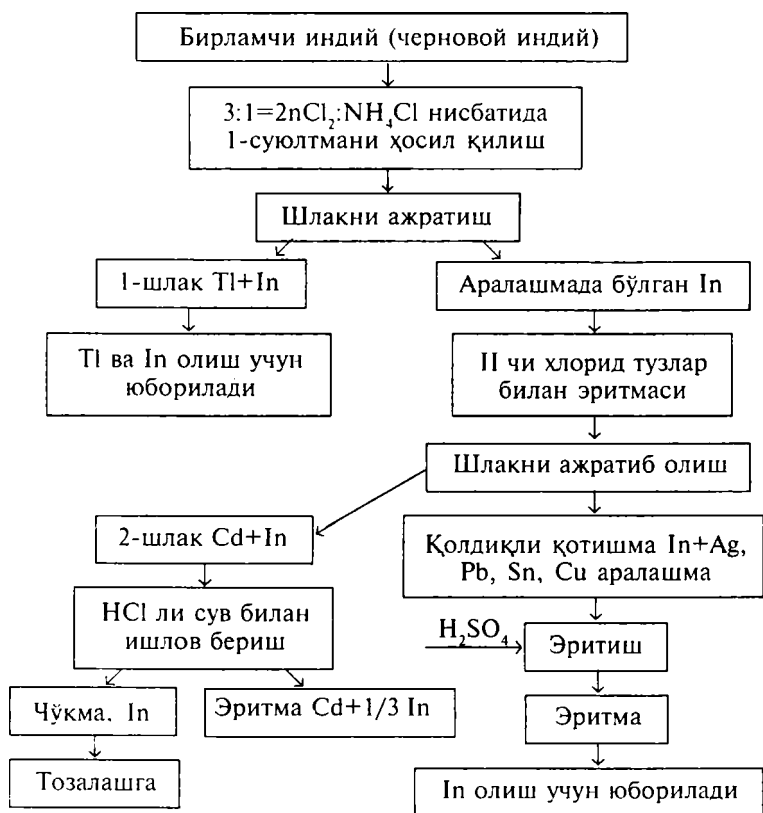 Бирламчи индий (черновой индий)
3:1=2nCl₂:NH₄Cl нисбатида
1-суюлтмани ҳосил қилиш
Шлакни ажратиш
1-шлак Tl+In
Аралашмада бўлган In
Tl ва In олиш учун
юборилади
II чи хлорид тузлар
билан эритмаси
Шлакни ажратиб олиш
2-шлак Cd+In
Қолдиқли қотишма In+Ag,
Pb, Sn, Cu аралашма
HCl ли сув билан
ишлов бериш
H₂SO₄
Эритиш
Чўкма, In
Эритма Cd+1/3 In
Эритма
Тозалашга
In олиш учун юборилади